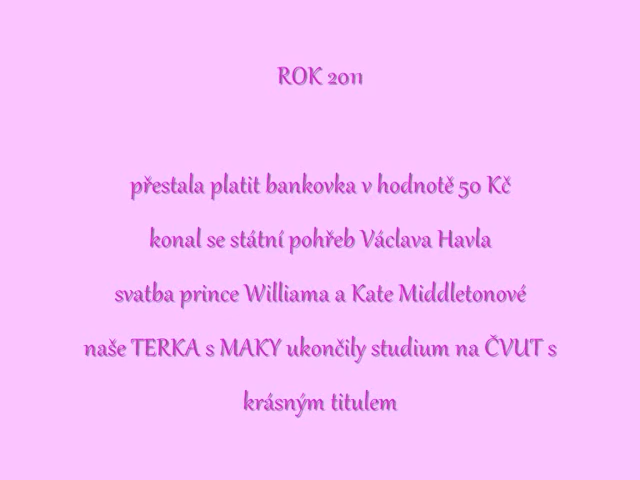 ROK 2011
přestala platit bankovka v hodnotě 50 Kč
konal se státní pohřeb Václava Havla
svatba prince Williama a Kate Middletonové
naše TERKA s MAKY ukončily studium na ČVUT s
krásným titulem